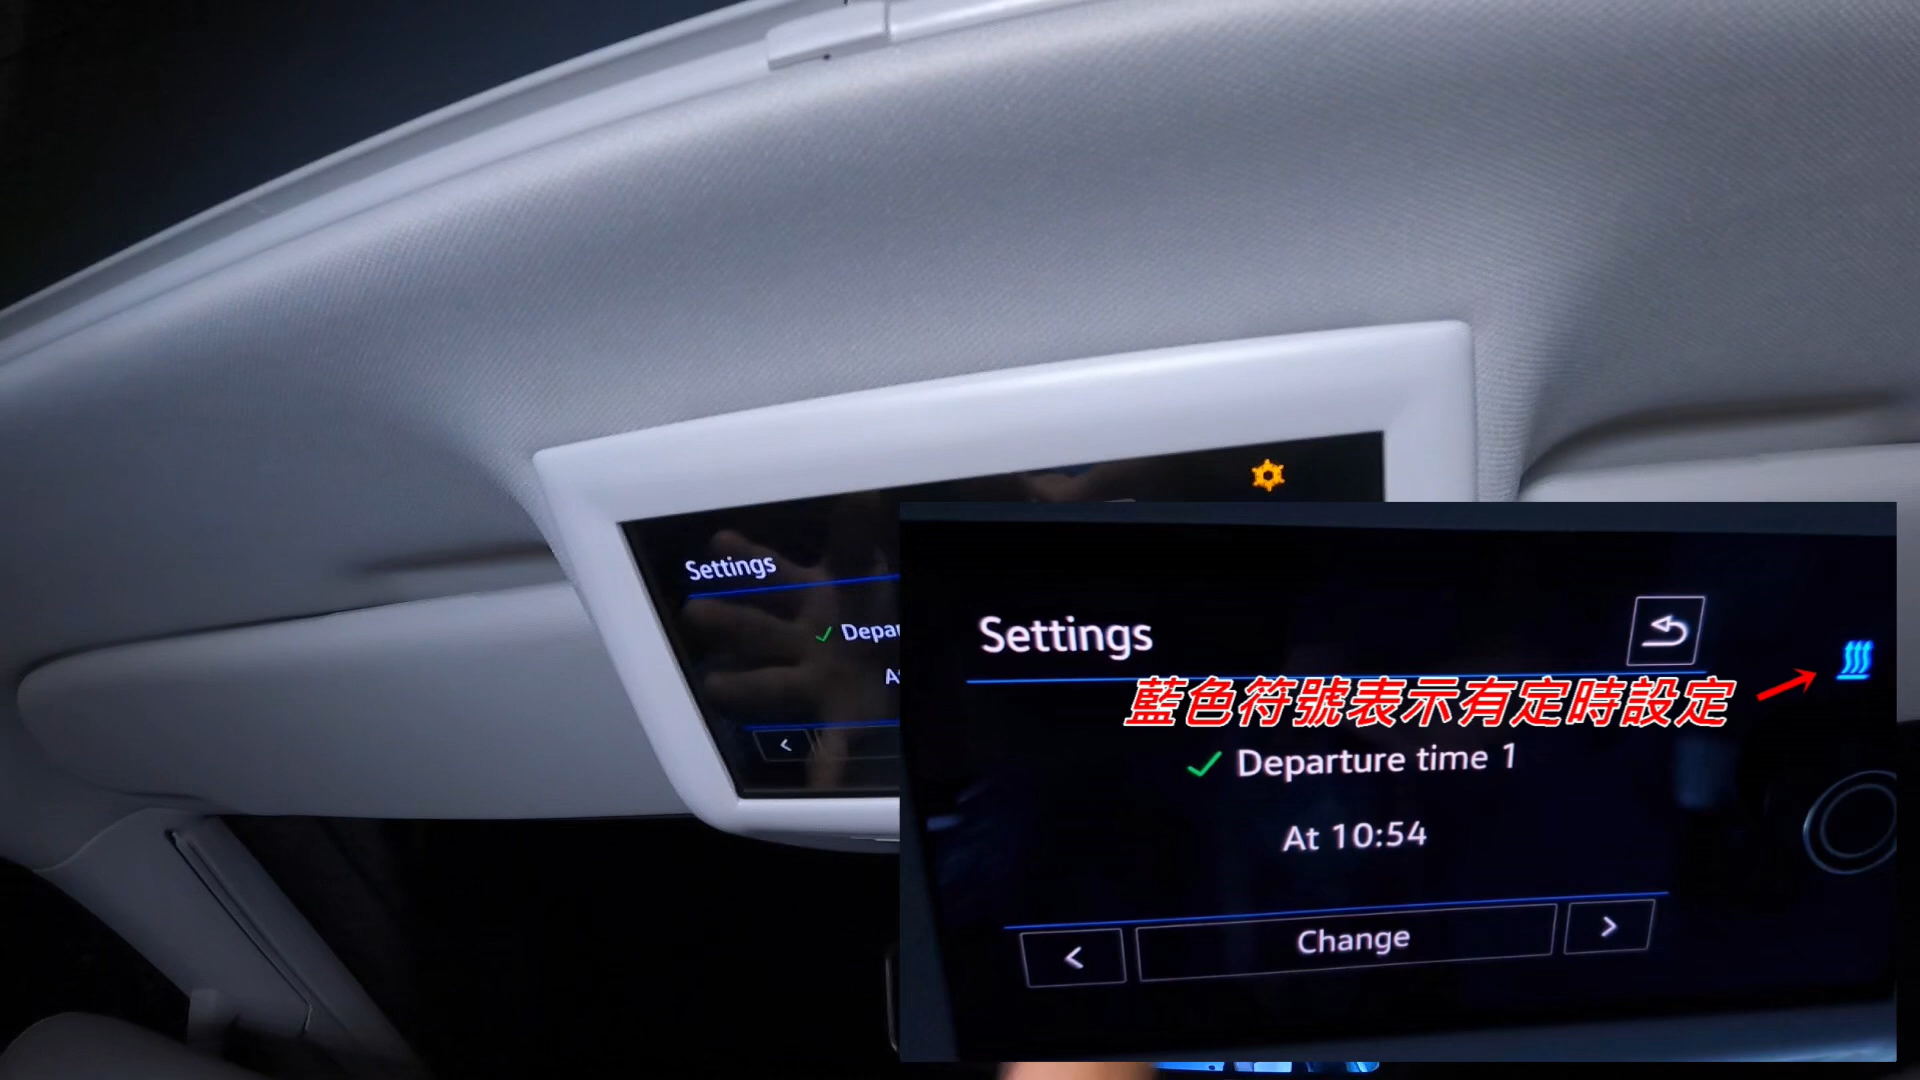 Settings
✓ Depar
A
<
Settings
藍色符號表示有定時設定
✓ Departure time 1
At 10:54
< Change >